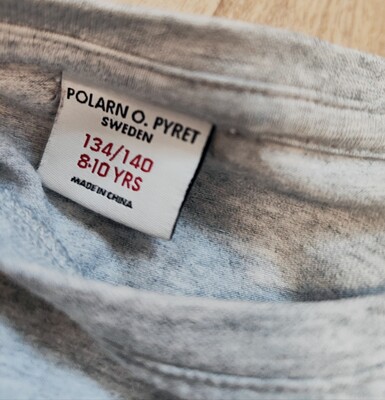 POLARN O. PYRET
SWEDEN
134/140
8-10 YRS
MADE IN CHINA